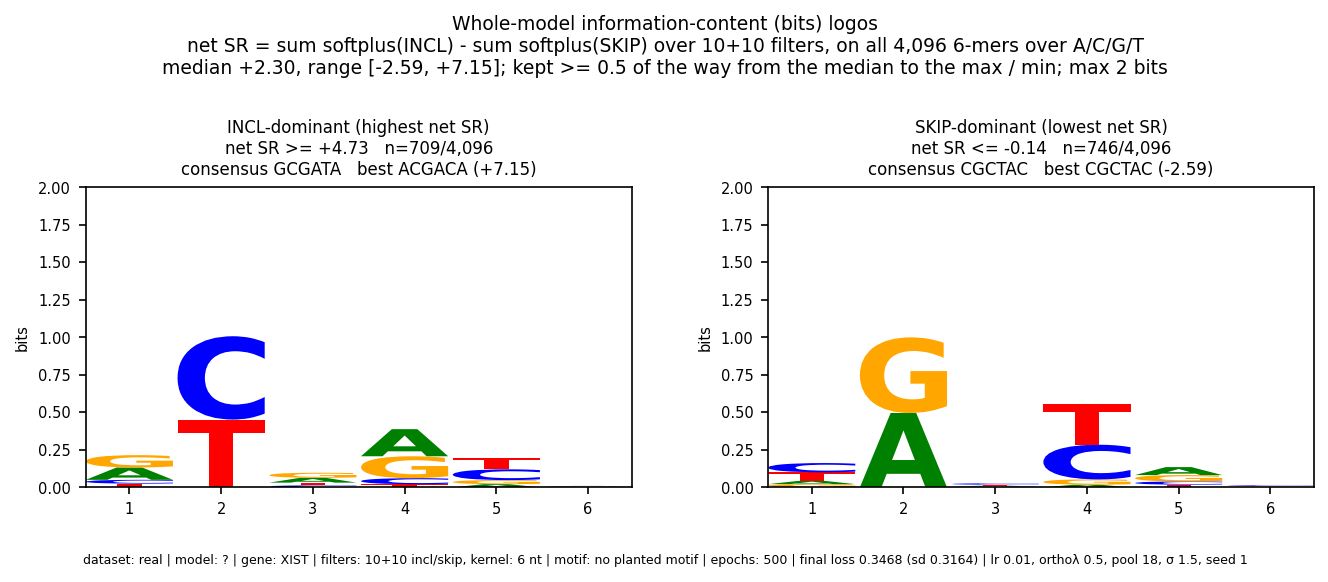 Whole-model information-content (bits) logos
net SR = sum softplus(INCL) - sum softplus(SKIP) over 10+10 filters, on all 4,096 6-mers over A/C/G/T
median +2.30, range [-2.59, +7.15]; kept >= 0.5 of the way from the median to the max / min; max 2 bits
INCL-dominant (highest net SR)
net SR >= +4.73   n=709/4,096
consensus GCGATA   best ACGACA (+7.15)
2.00
1.75
1.50
1.25
1.00
0.75
0.50
0.25
0.00
bits
1 2 3 4 5 6
SKIP-dominant (lowest net SR)
net SR <= -0.14   n=746/4,096
consensus CGCTAC   best CGCTAC (-2.59)
2.00
1.75
1.50
1.25
1.00
0.75
0.50
0.25
0.00
bits
1 2 3 4 5 6
dataset: real | model: ? | gene: XIST | filters: 10+10 incl/skip, kernel: 6 nt | motif: no planted motif | epochs: 500 | final loss 0.3468 (sd 0.3164) | lr 0.01, orthoλ 0.5, pool 18, σ 1.5, seed 1